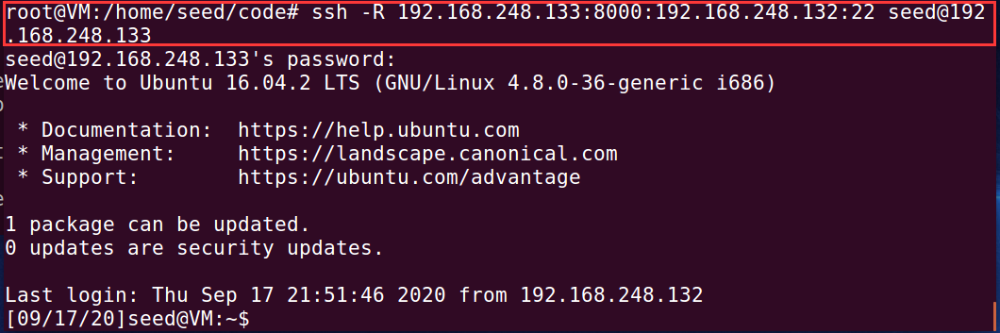 root@VM:/home/seed/code# ssh -R 192.168.248.133:8000:192.168.248.132:22 seed@192
.168.248.133
seed@192.168.248.133's password:
Welcome to Ubuntu 16.04.2 LTS (GNU/Linux 4.8.0-36-generic i686)
* Documentation:  https://help.ubuntu.com
* Management:     https://landscape.canonical.com
* Support:        https://ubuntu.com/advantage
1 package can be updated.
0 updates are security updates.
Last login: Thu Sep 17 21:51:46 2020 from 192.168.248.132
[09/17/20]seed@VM:~$